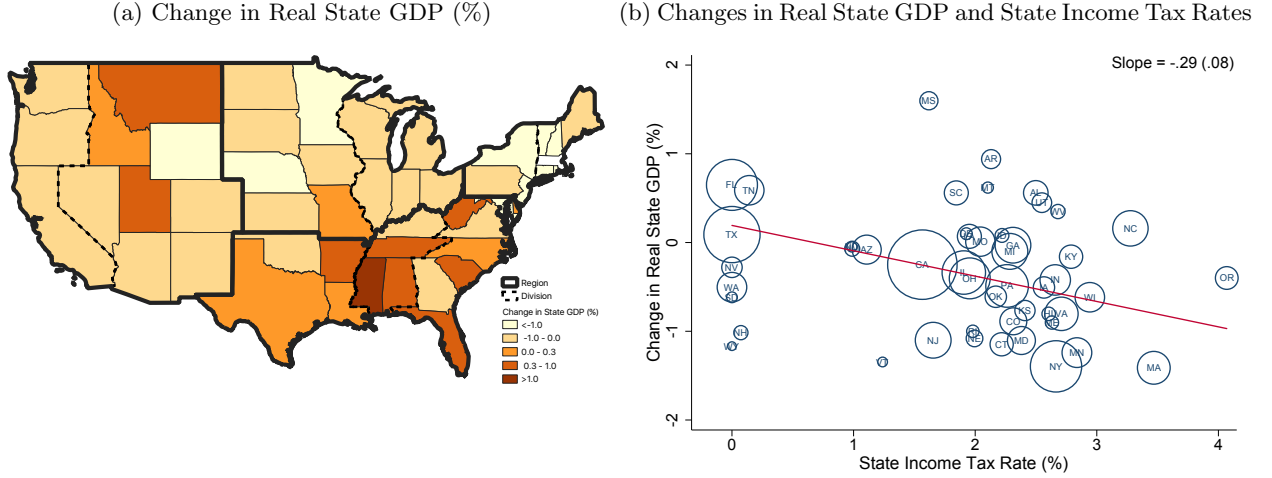 (a) Change in Real State GDP (%)
Region
Division
Change in State GDP (%)
<-1.0
-1.0 - 0.0
0.0 - 0.3
0.3 - 1.0
>1.0
(b) Changes in Real State GDP and State Income Tax Rates
Slope = -.29 (.08)
Change in Real State GDP (%)
2
1
0
-1
-2
MS
AR
FL
TN
SC
MT
AL
UT
WV
NC
TX
MO
GA
MI
AZ
KY
CA
IL
OH
NV
WA
PA
IN
IA
OR
SD
OK
WI
KS
VA
CO
NH
NE
NJ
CT
MD
WY
NY
MN
VT
MA
0
1
2
3
4
State Income Tax Rate (%)